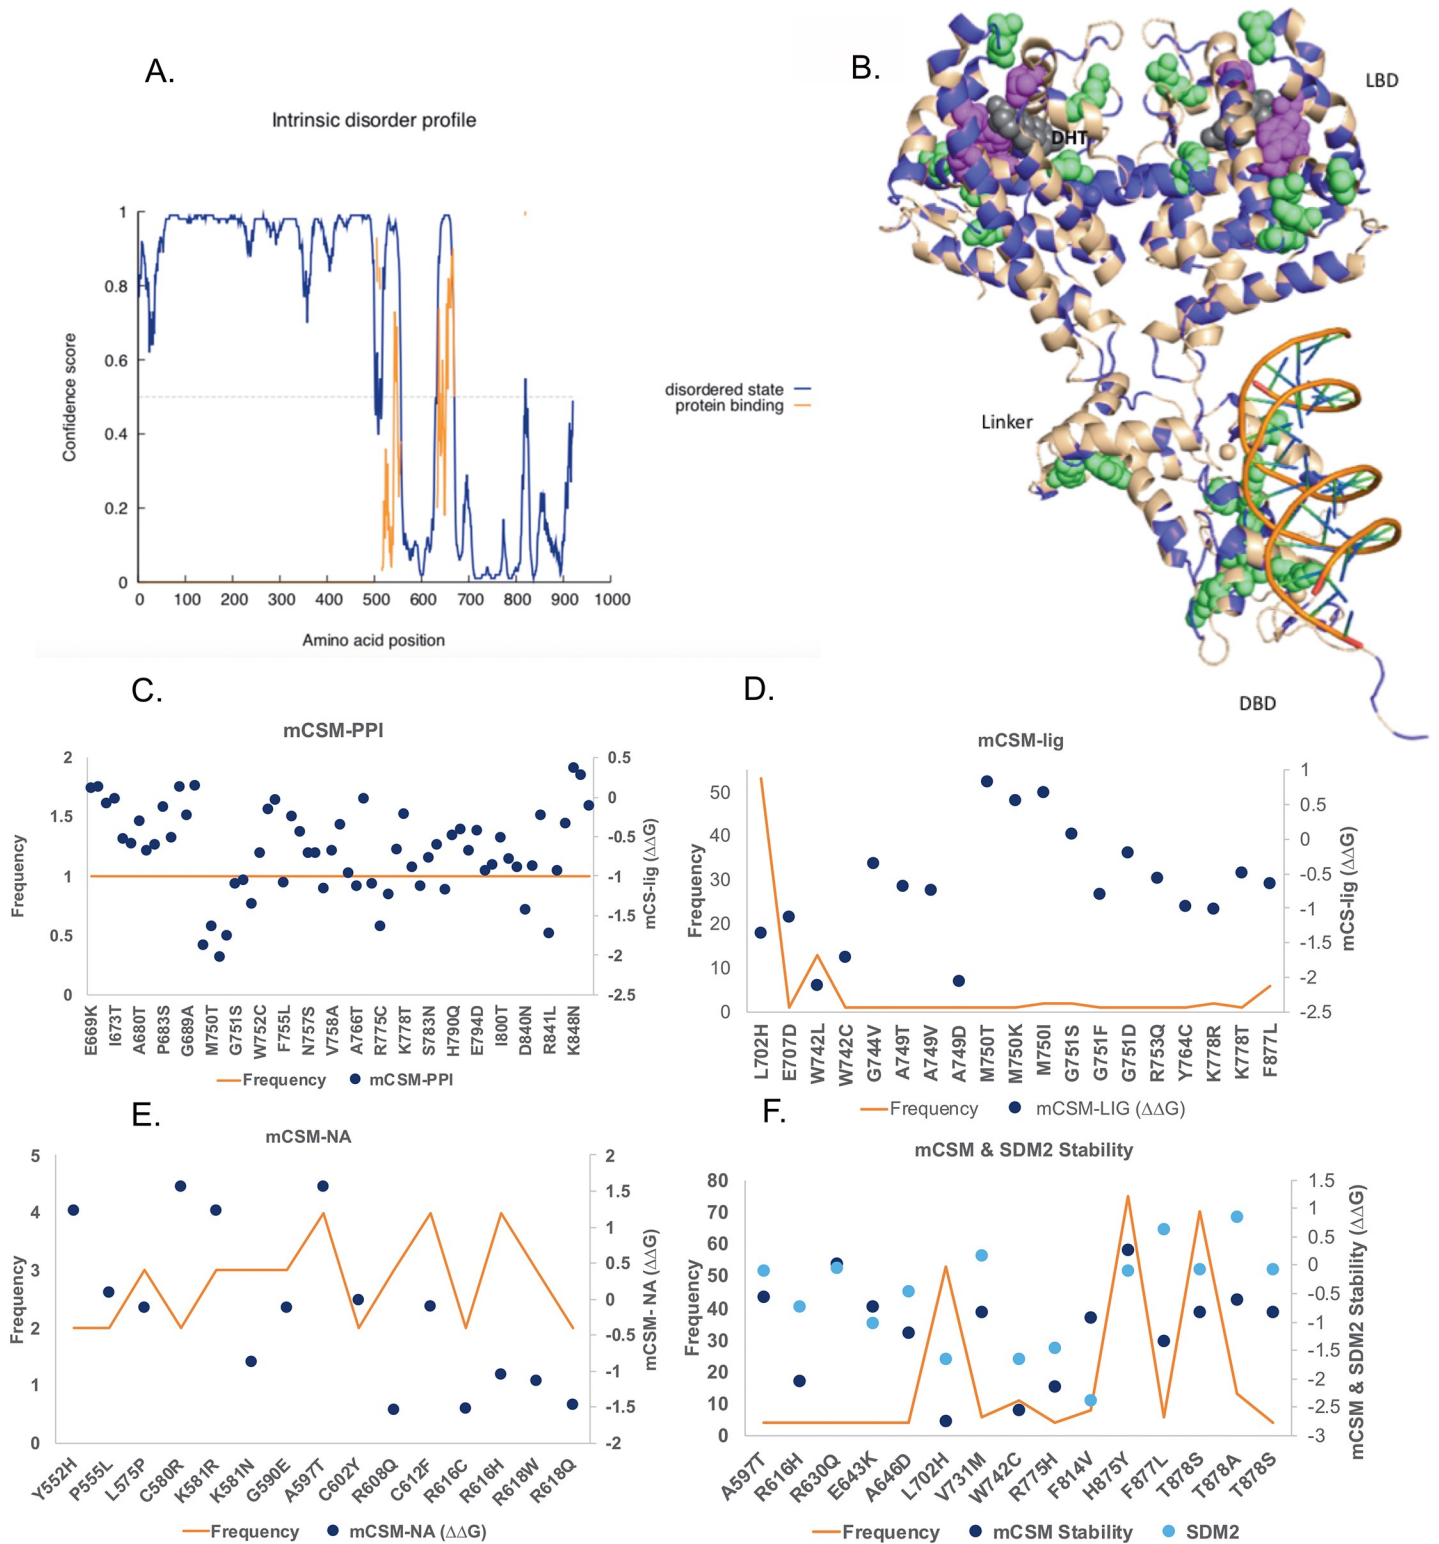 A.
Intrinsic disorder profile
1
0.8
0.6
0.4
0.2
0
Confidence score
0 100 200 300 400 500 600 700 800 900 1000
Amino acid position
disordered state
protein binding
B.
LBD
DHT
Linker
DBD
C.
mCSM-PPI
2
1.5
1
0.5
0
Frequency
0.5
0
-0.5
-1
-1.5
-2
-2.5
mCS-lig (ΔΔG)
E669K
I673T
A680T
P683S
G689A
M750T
G751S
W752C
F755L
N757S
V758A
A766T
R775C
K778T
S783N
H790Q
E794D
I800T
D840N
R841L
K848N
Frequency mCSM-PPI
D.
mCSM-lig
50
40
30
20
10
0
Frequency
1
0.5
0
-0.5
-1
-1.5
-2
-2.5
mCS-lig (ΔΔG)
L702H
E707D
W742L
W742C
G744V
A749T
A749V
A749D
M750T
M750K
M750I
G751S
G751F
G751D
R753Q
Y764C
K778R
K778T
F877L
Frequency mCSM-LIG (ΔΔG)
E.
mCSM-NA
5
4
3
2
1
0
Frequency
2
1.5
1
0.5
0
-0.5
-1
-1.5
-2
mCSM- NA (ΔΔG)
Y552H
P555L
L575P
C580R
K581R
K581N
G590E
A597T
C602Y
R608Q
C612F
R616C
R616H
R618W
R618Q
Frequency mCSM-NA (ΔΔG)
F.
mCSM & SDM2 Stability
80
70
60
50
40
30
20
10
0
Frequency
1.5
1
0.5
0
-0.5
-1
-1.5
-2
-2.5
-3
mCSM & SDM2 Stability (ΔΔG)
A597T
R616H
R630Q
E643K
A646D
L702H
V731M
W742C
R775H
F814V
H875Y
F877L
T878S
T878A
T878S
Frequency mCSM Stability SDM2